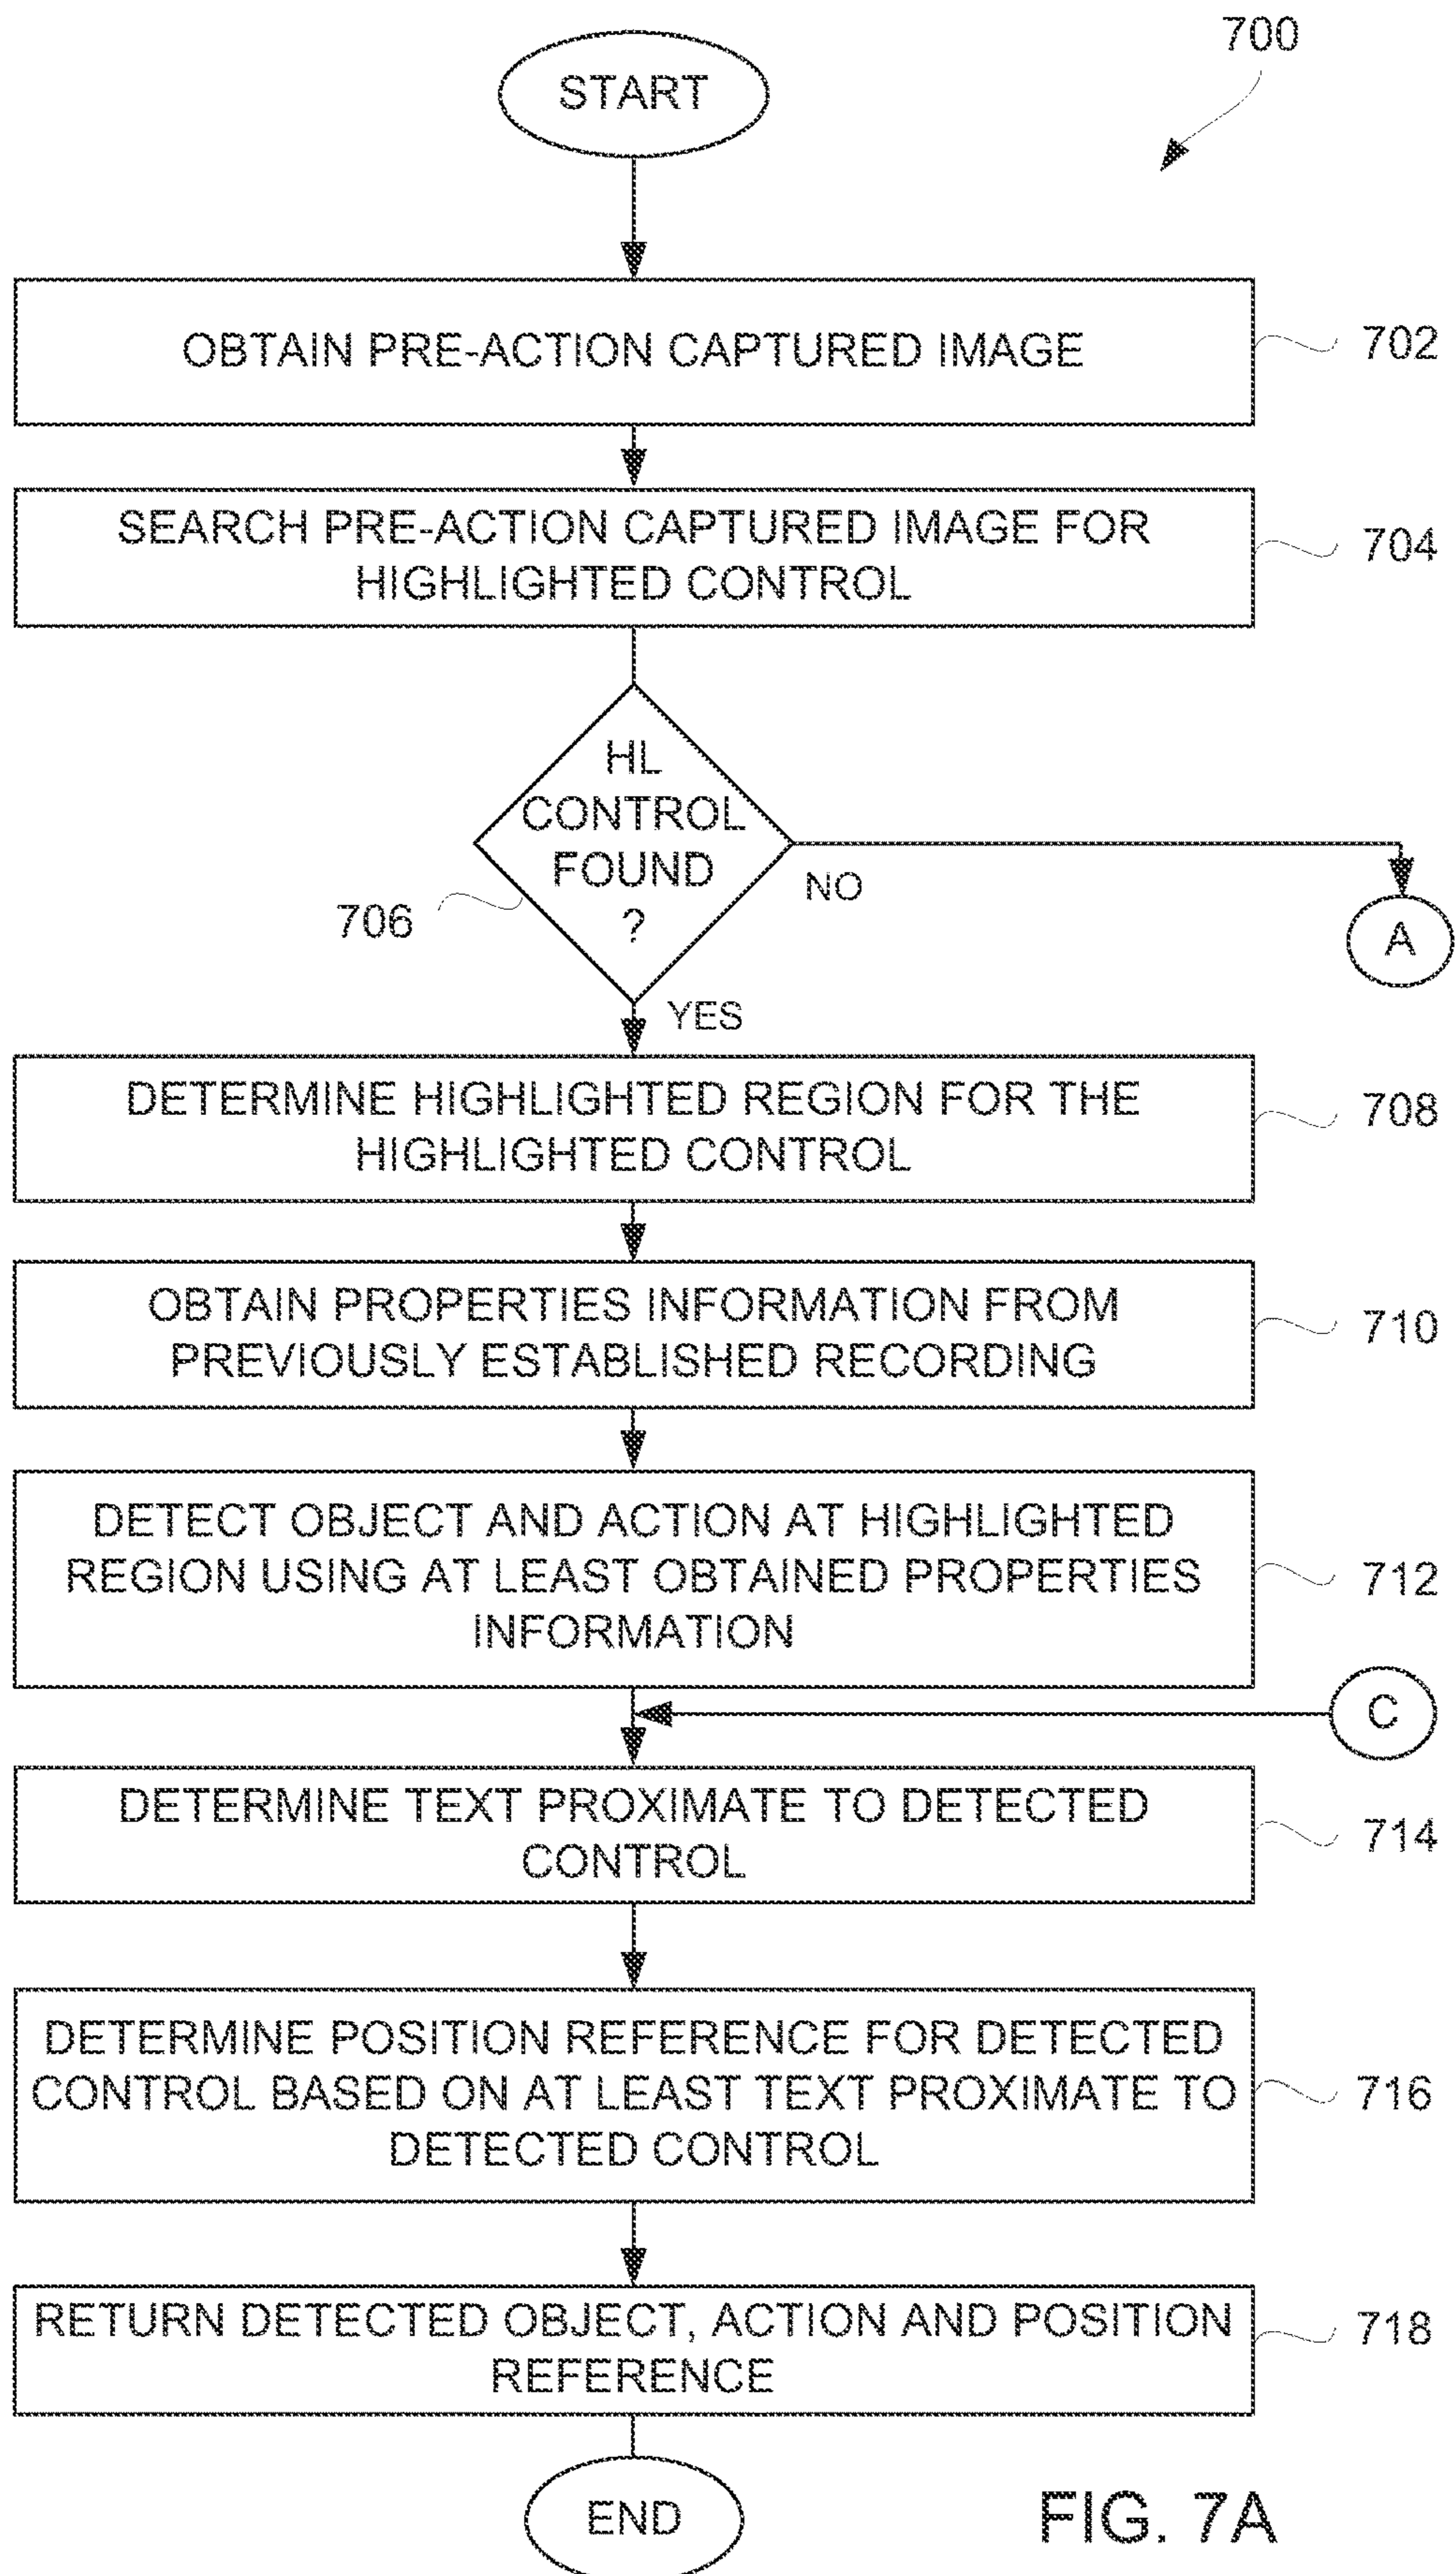 700
START
OBTAIN PRE-ACTION CAPTURED IMAGE
702
SEARCH PRE-ACTION CAPTURED IMAGE FOR
HIGHLIGHTED CONTROL
704
HL
CONTROL
FOUND
?
706
NO
A
YES
DETERMINE HIGHLIGHTED REGION FOR THE
HIGHLIGHTED CONTROL
708
OBTAIN PROPERTIES INFORMATION FROM
PREVIOUSLY ESTABLISHED RECORDING
710
DETECT OBJECT AND ACTION AT HIGHLIGHTED
REGION USING AT LEAST OBTAINED PROPERTIES
INFORMATION
712
C
DETERMINE TEXT PROXIMATE TO DETECTED
CONTROL
714
DETERMINE POSITION REFERENCE FOR DETECTED
CONTROL BASED ON AT LEAST TEXT PROXIMATE TO
DETECTED CONTROL
716
RETURN DETECTED OBJECT, ACTION AND POSITION
REFERENCE
718
END
FIG. 7A